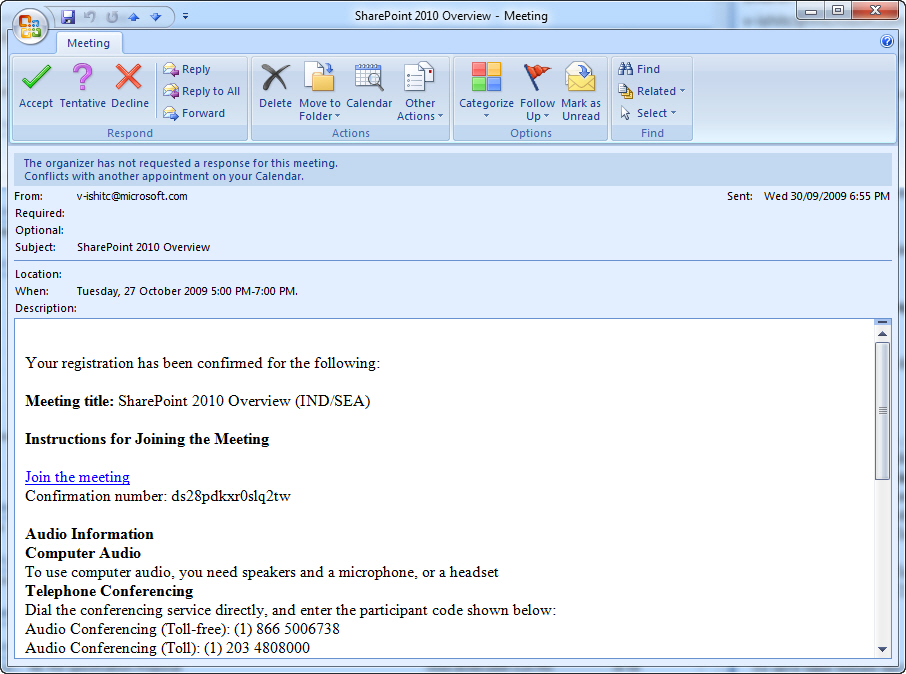 SharePoint 2010 Overview - Meeting
Meeting
Accept
Tentative
Decline
Reply
Reply to All
Forward
Respond
Delete
Move to Folder
Calendar
Other Actions
Actions
Categorize
Follow Up
Mark as Unread
Options
Find
Related
Select
Find
The organizer has not requested a response for this meeting.
Conflicts with another appointment on your Calendar.
From: v-ishitc@microsoft.com Sent: Wed 30/09/2009 6:55 PM
Required:
Optional:
Subject: SharePoint 2010 Overview
Location:
When: Tuesday, 27 October 2009 5:00 PM-7:00 PM.
Description:
Your registration has been confirmed for the following:
Meeting title: SharePoint 2010 Overview (IND/SEA)
Instructions for Joining the Meeting
Join the meeting
Confirmation number: ds28pdkxr0slq2tw
Audio Information
Computer Audio
To use computer audio, you need speakers and a microphone, or a headset
Telephone Conferencing
Dial the conferencing service directly, and enter the participant code shown below:
Audio Conferencing (Toll-free): (1) 866 5006738
Audio Conferencing (Toll): (1) 203 4808000